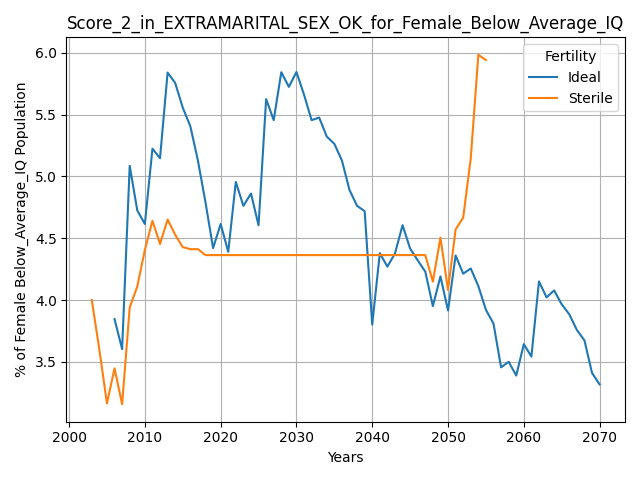 Score_2_in_EXTRAMARITAL_SEX_OK_for_Female_Below_Average_IQ
% of Female Below_Average_IQ Population
6.0
5.5
5.0
4.5
4.0
3.5
Fertility
Ideal
Sterile
2000 2010 2020 2030 2040 2050 2060 2070
Years